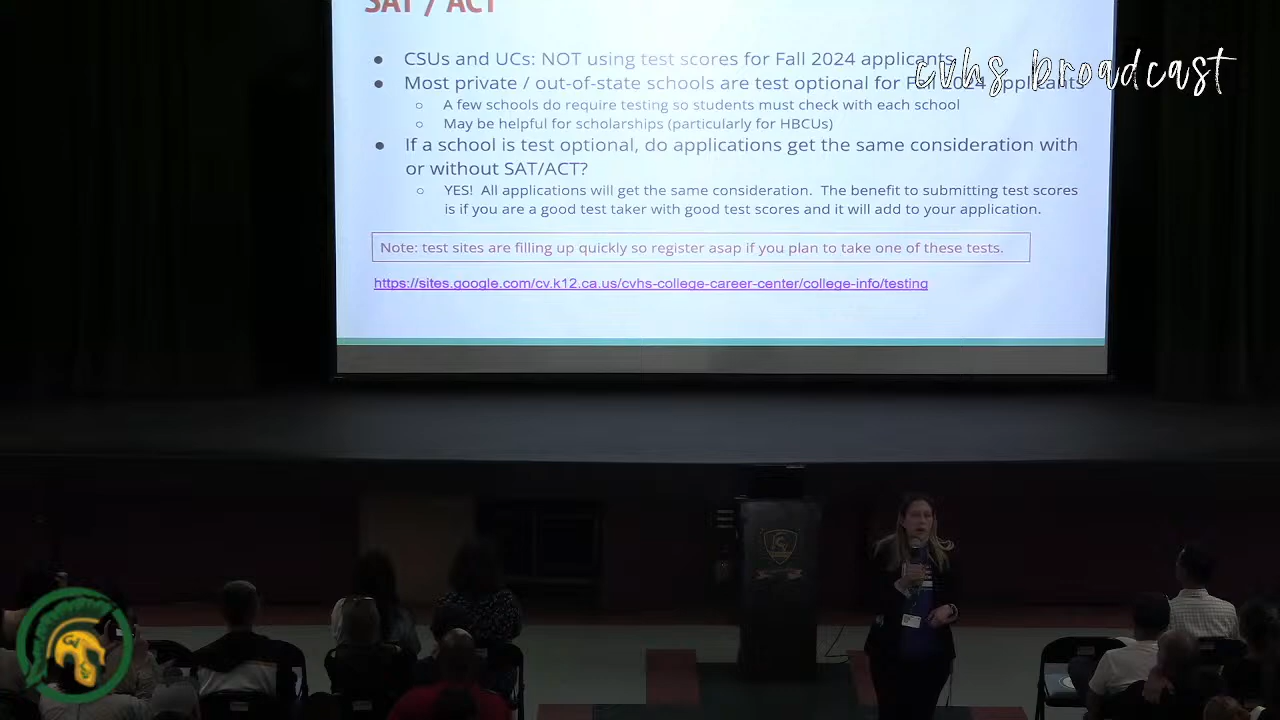 SAT / ACT
cvhs broadcast
● CSUs and UCs: NOT using test scores for Fall 2024 applicants
● Most private / out-of-state schools are test optional for Fall 2024 applicants
○ A few schools do require testing so students must check with each school
○ May be helpful for scholarships (particularly for HBCUs)
● If a school is test optional, do applications get the same consideration with
or without SAT/ACT?
○ YES! All applications will get the same consideration. The benefit to submitting test scores
is if you are a good test taker with good test scores and it will add to your application.
Note: test sites are filling up quickly so register asap if you plan to take one of these tests.
https://sites.google.com/cv.k12.ca.us/cvhs-college-career-center/college-info/testing